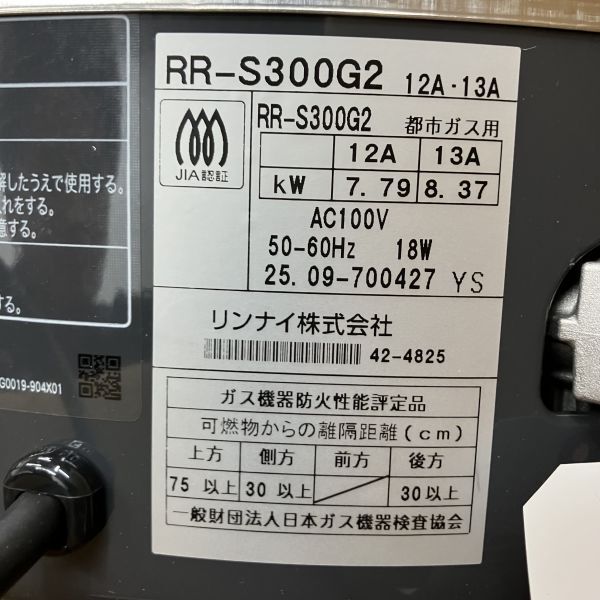 RR-S300G2 12A・13A
JIA認証
RR-S300G2 都市ガス用
12A 13A
kW 7.79 8.37
AC100V
50-60Hz 18W
25.09-700427 YS
リンナイ株式会社
42-4825
ガス機器防火性能評定品
可燃物からの離隔距離(cm)
上方 側方 前方 後方
75 以上 30 以上 30 以上
一般財団法人日本ガス機器検査協会
解したうえで使用する。
入れをする。
意する。
G0019-904X01